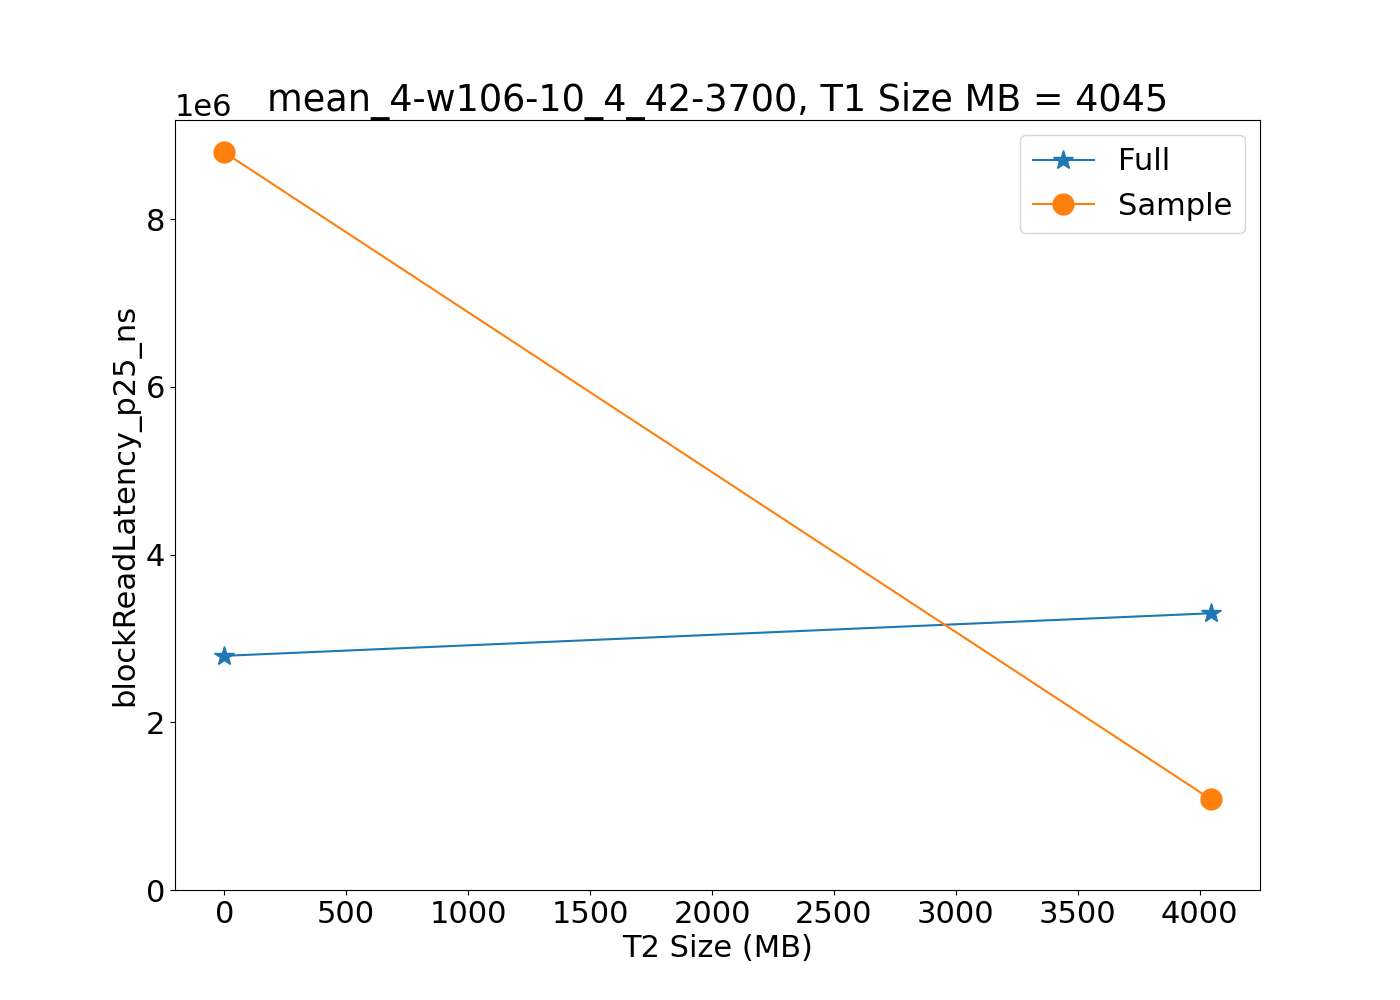 1e6
mean_4-w106-10_4_42-3700, T1 Size MB = 4045
Full
Sample
8
6
4
2
0
blockReadLatency_p25_ns
0 500 1000 1500 2000 2500 3000 3500 4000
T2 Size (MB)